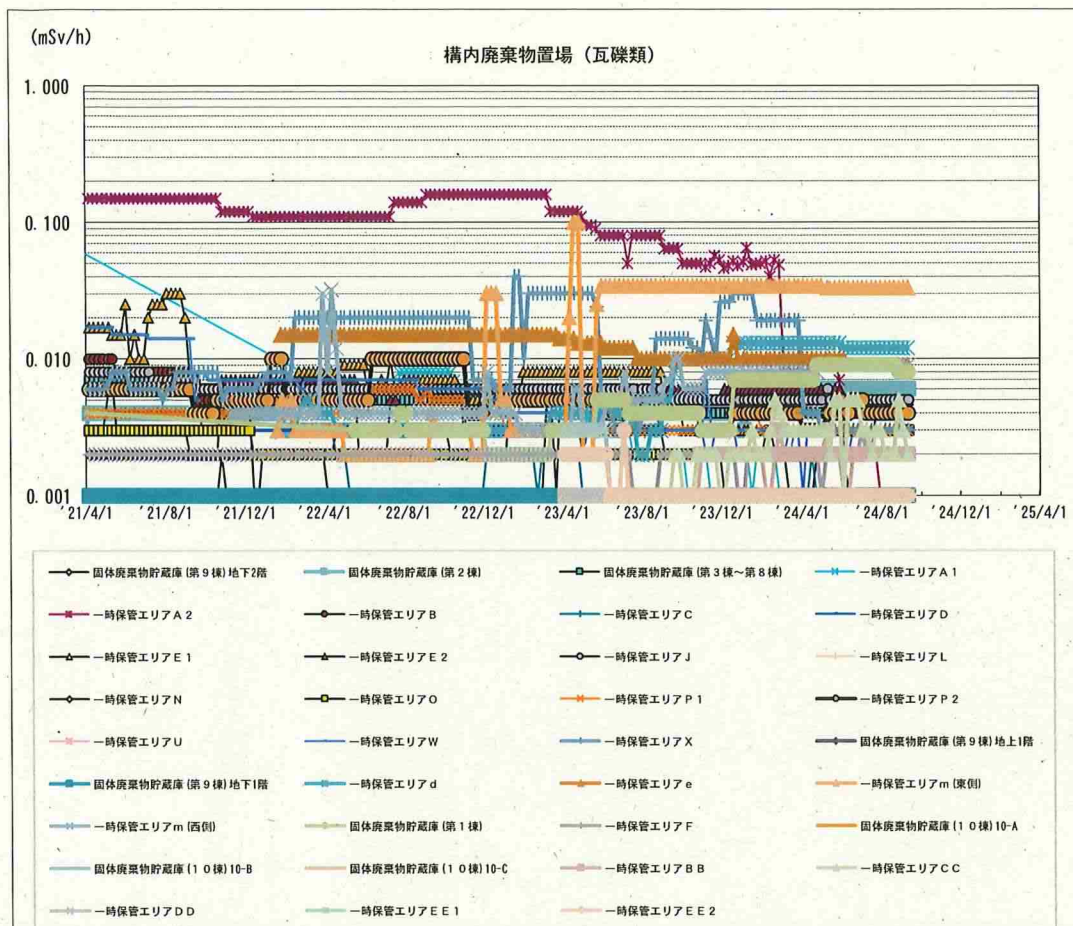 (mSv/h)
構内廃棄物置場（瓦礫類）
1.000
0.100
0.010
0.001
'21/4/1 '21/8/1 '21/12/1 '22/4/1 '22/8/1 '22/12/1 '23/4/1 '23/8/1 '23/12/1 '24/4/1 '24/8/1 '24/12/1 '25/4/1
固体廃棄物貯蔵庫(第９棟)地下2階 固体廃棄物貯蔵庫(第２棟) 固体廃棄物貯蔵庫(第３棟～第８棟) 一時保管エリアＡ１
一時保管エリアＡ２ 一時保管エリアＢ 一時保管エリアＣ 一時保管エリアＤ
一時保管エリアＥ１ 一時保管エリアＥ２ 一時保管エリアＪ 一時保管エリアＬ
一時保管エリアＮ 一時保管エリアＯ 一時保管エリアＰ１ 一時保管エリアＰ２
一時保管エリアＵ 一時保管エリアＷ 一時保管エリアＸ 固体廃棄物貯蔵庫(第９棟)地上1階
固体廃棄物貯蔵庫(第９棟)地下1階 一時保管エリアｄ 一時保管エリアｅ 一時保管エリアｍ(東側)
一時保管エリアｍ(西側) 固体廃棄物貯蔵庫(第１棟) 一時保管エリアＦ 固体廃棄物貯蔵庫(１０棟)10-A
固体廃棄物貯蔵庫(１０棟)10-B 固体廃棄物貯蔵庫(１０棟)10-C 一時保管エリアＢＢ 一時保管エリアＣＣ
一時保管エリアＤＤ 一時保管エリアＥＥ１ 一時保管エリアＥＥ２